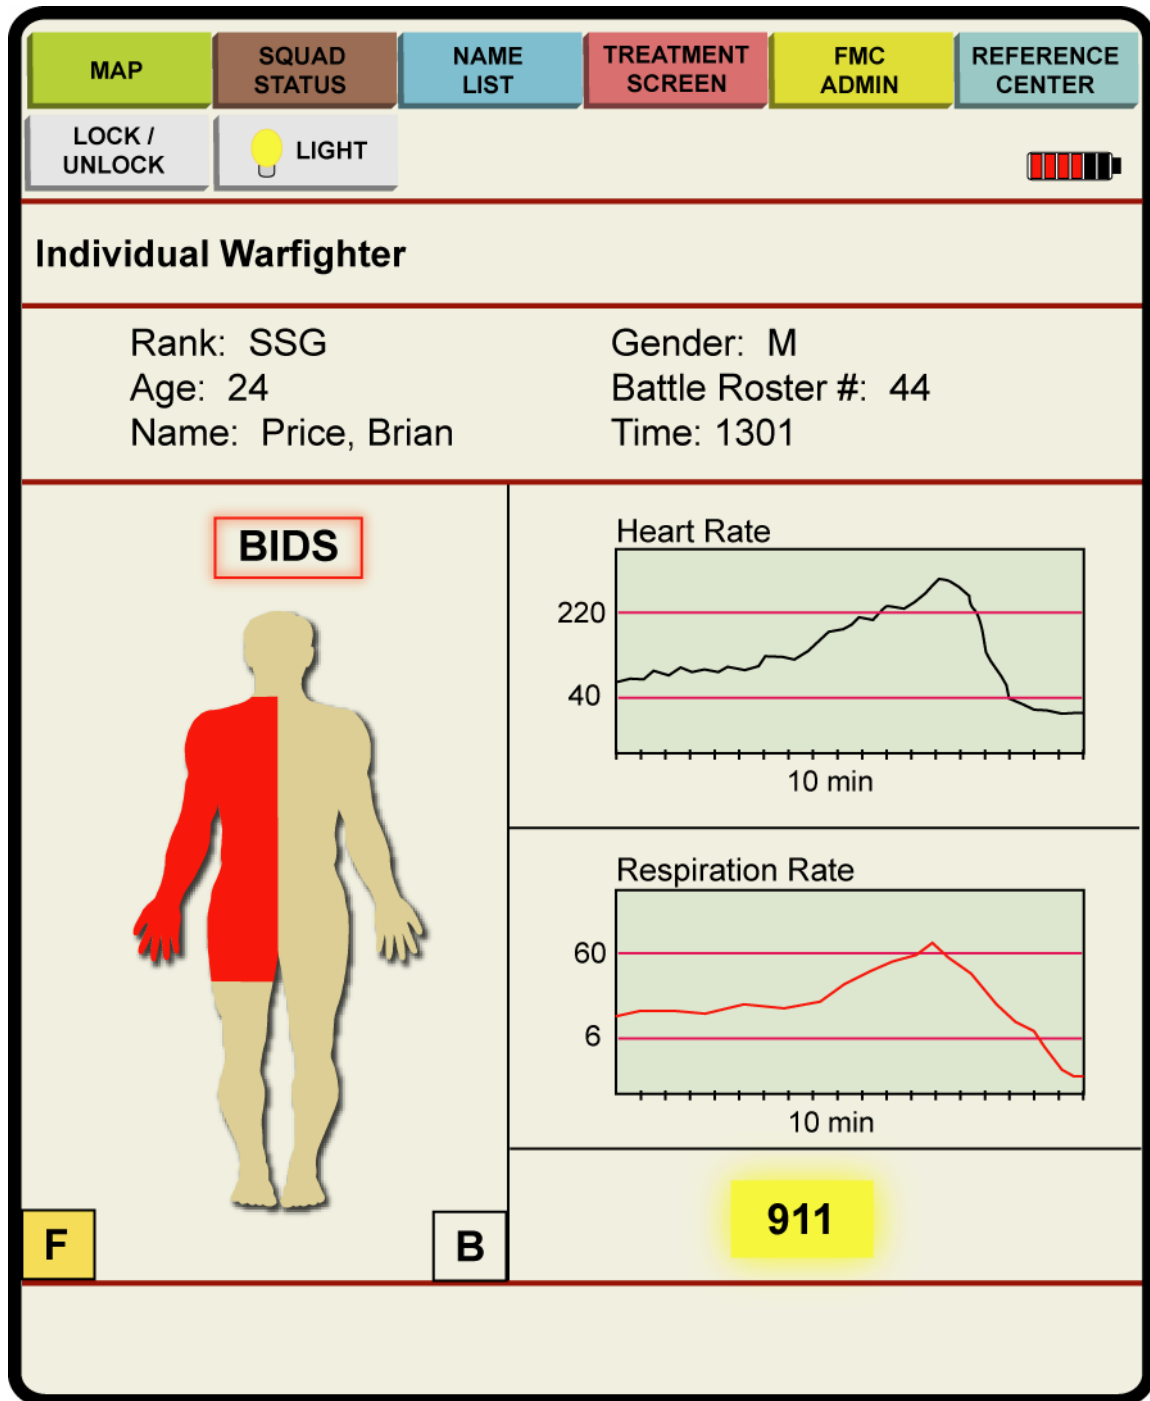 MAP
SQUAD
STATUS
NAME
LIST
TREATMENT
SCREEN
FMC
ADMIN
REFERENCE
CENTER
LOCK /
UNLOCK
LIGHT
Individual Warfighter
Rank: SSG
Age: 24
Name: Price, Brian
Gender: M
Battle Roster #: 44
Time: 1301
BIDS
F
B
Heart Rate
220
40
10 min
Respiration Rate
60
6
10 min
911